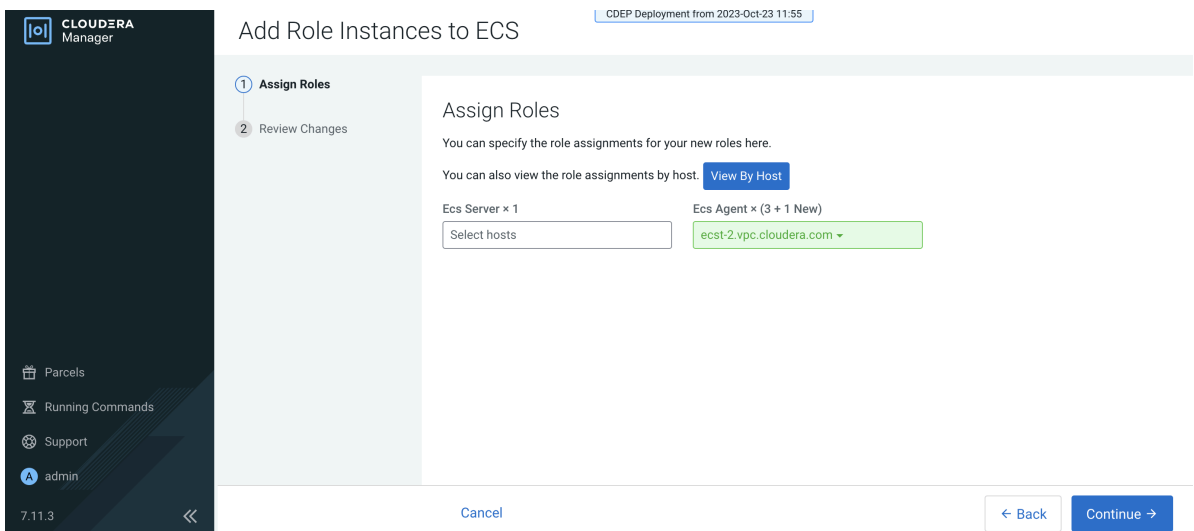 CLOUDERA
Manager
Parcels
Running Commands
Support
A admin
7.11.3
Add Role Instances to ECS
CDEP Deployment from 2023-Oct-23 11:55
1 Assign Roles
2 Review Changes
Assign Roles
You can specify the role assignments for your new roles here.
You can also view the role assignments by host. View By Host
Ecs Server × 1
Select hosts
Ecs Agent × (3 + 1 New)
ecst-2.vpc.cloudera.com
Cancel
← Back
Continue →